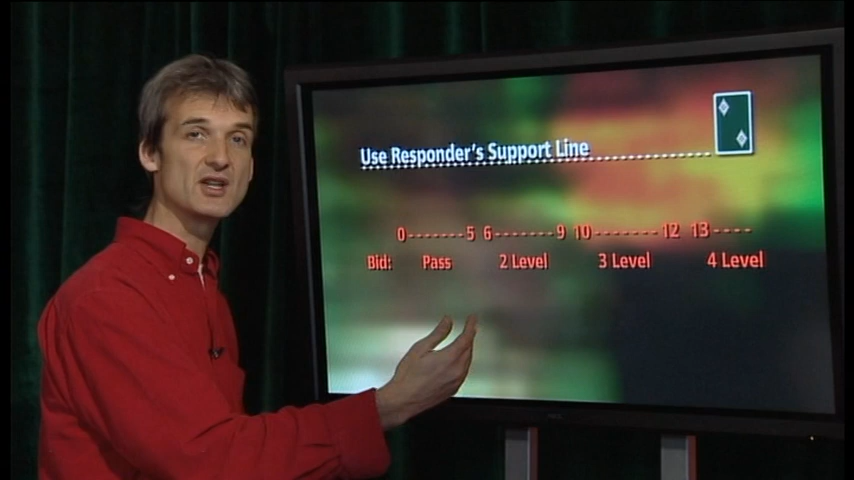 Use Responder's Support Line
0-------5 6-------9 10--------12 13----
Bid: Pass 2 Level 3 Level 4 Level